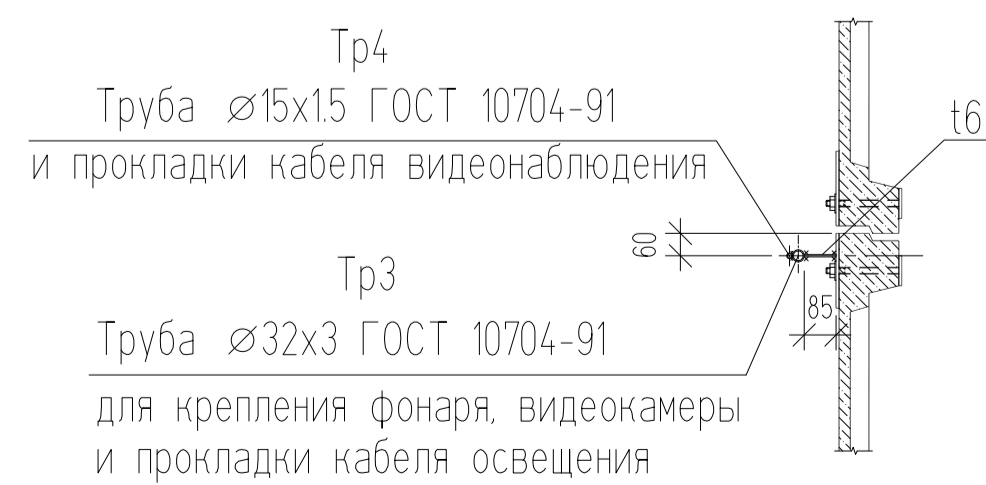 Тр4
Труба ⌀15х1.5 ГОСТ 10704-91
и прокладки кабеля видеонаблюдения
t6
60
Тр3
85
Труба ⌀32х3 ГОСТ 10704-91
для крепления фонаря, видеокамеры
и прокладки кабеля освещения